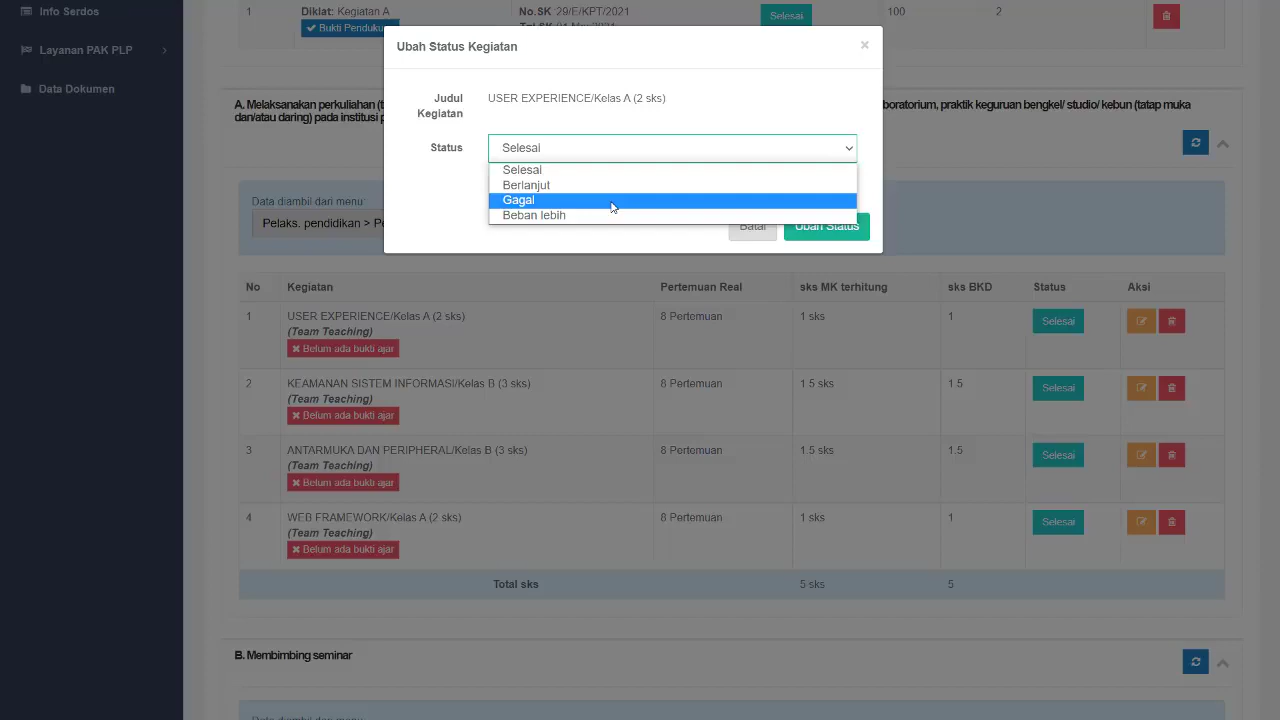 Info Serdos
Layanan PAK PLP
Data Dokumen
1
Diklat: Kegiatan A
Bukti Penduku
No.SK :29/E/KPT/2021
Selesai
100
2
Ubah Status Kegiatan
×
Judul Kegiatan
USER EXPERIENCE/Kelas A (2 sks)
Status
Selesai
Selesai
Berlanjut
Gagal
Beban lebih
Batal
Ubah Status
A. Melaksanakan perkuliahan (t
boratorium, praktik keguruan bengkel/ studio/ kebun (tatap muka
dan/atau daring) pada institusi p
Data diambil dari menu:
Pelaks. pendidikan > Pe
No Kegiatan Pertemuan Real sks MK terhitung sks BKD Status Aksi
1 USER EXPERIENCE/Kelas A (2 sks) 8 Pertemuan 1 sks 1 Selesai
(Team Teaching)
Belum ada bukti ajar
2 KEAMANAN SISTEM INFORMASI/Kelas B (3 sks) 8 Pertemuan 1.5 sks 1.5 Selesai
(Team Teaching)
Belum ada bukti ajar
3 ANTARMUKA DAN PERIPHERAL/Kelas B (3 sks) 8 Pertemuan 1.5 sks 1.5 Selesai
(Team Teaching)
Belum ada bukti ajar
4 WEB FRAMEWORK/Kelas A (2 sks) 8 Pertemuan 1 sks 1 Selesai
(Team Teaching)
Belum ada bukti ajar
Total sks 5 sks 5
B. Membimbing seminar
Data diambil dari menu: